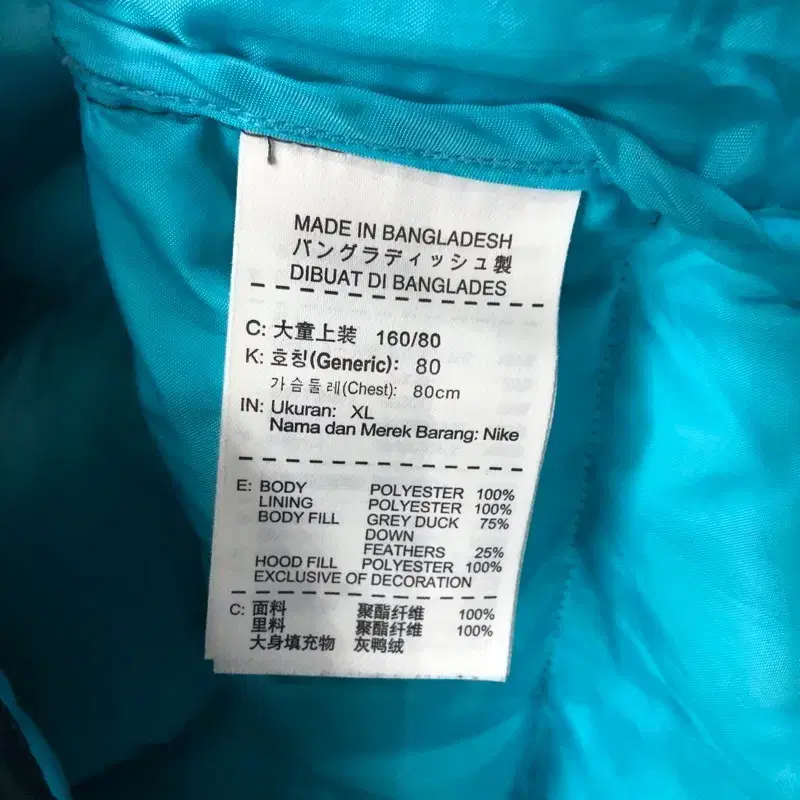 MADE IN BANGLADESH
バングラディッシュ製
DIBUAT DI BANGLADES
C: 大童上装 160/80
K: 호칭(Generic): 80
가슴둘레(Chest): 80cm
IN: Ukuran: XL
Nama dan Merek Barang: Nike
E: BODY POLYESTER 100%
LINING POLYESTER 100%
BODY FILL GREY DUCK 75%
DOWN
FEATHERS 25%
HOOD FILL POLYESTER 100%
EXCLUSIVE OF DECORATION
C: 面料 聚酯纤维 100%
里料 聚酯纤维 100%
大身填充物 灰鸭绒